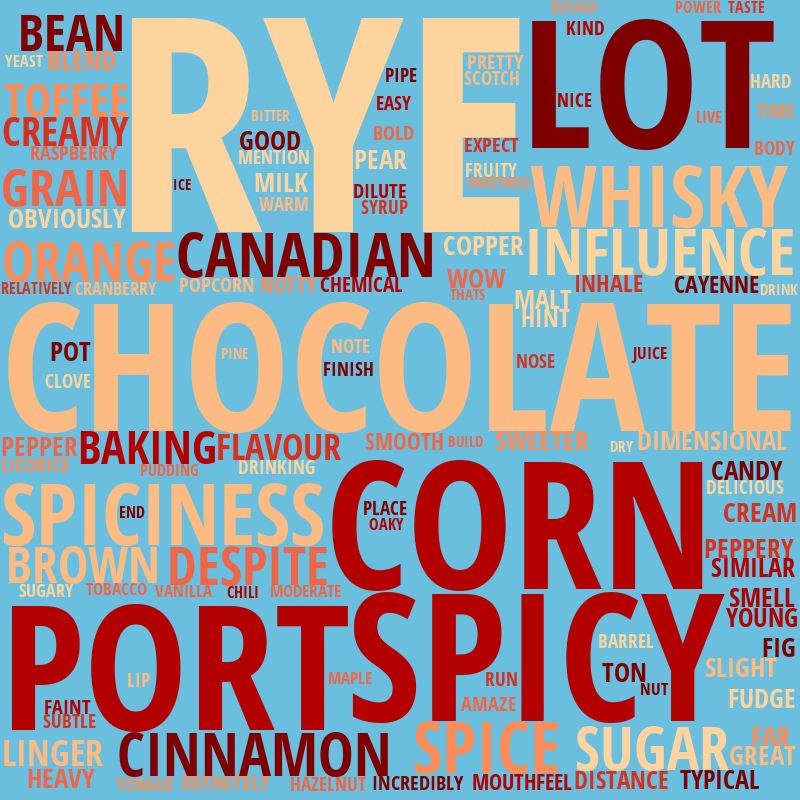 DOUGH
POWER TASTE
BEAN
RYE
LOT
KIND
YEAST BLEND
PIPE
PRETTY
SCOTCH
HARD
TOFFEE
EASY
NICE
TIME
CREAMY
BITTER
BOLD
LIVE
RASPBERRY
GOOD
EXPECT
BODY
MENTION
PEAR
GRAIN
ICE
MILK
FRUITY
SWEETNESS
WHISKY
OBVIOUSLY
WARM
DILUTE
SYRUP
ORANGE
CANADIAN
COPPER
INFLUENCE
RELATIVELY CRANBERRY
POPCORN NUTTY CHEMICAL
WOW
THATS
INHALE
CAYENNE DRINK
MALT
HINT
CHOCOLATE
POT
PINE
NOTE
JUICE
CLOVE
FINISH
NOSE
PEPPER BAKING FLAVOUR
SMOOTH BUILD SWEETER
DRY DIMENSIONAL
LICORICE
PUDDING
DRINKING
CORN
CANDY
DELICIOUS
SPICINESS
END
PLACE
OAKY
CREAM
BROWN DESPITE
PEPPERY
SIMILAR
SUGARY TOBACCO VANILLA CHILI MODERATE
PORT
SPICY
SMELL
YOUNG
BARREL
FIG
LIP
MAPLE
RUN
TON
NUT
SLIGHT
FAINT
SUBTLE
AMAZE
FUDGE
LINGER
CINNAMON
SPICE
SUGAR
FAR
GREAT
HEAVY
TONGUE DEFINITELY HAZELNUT INCREDIBLY MOUTHFEEL DISTANCE TYPICAL